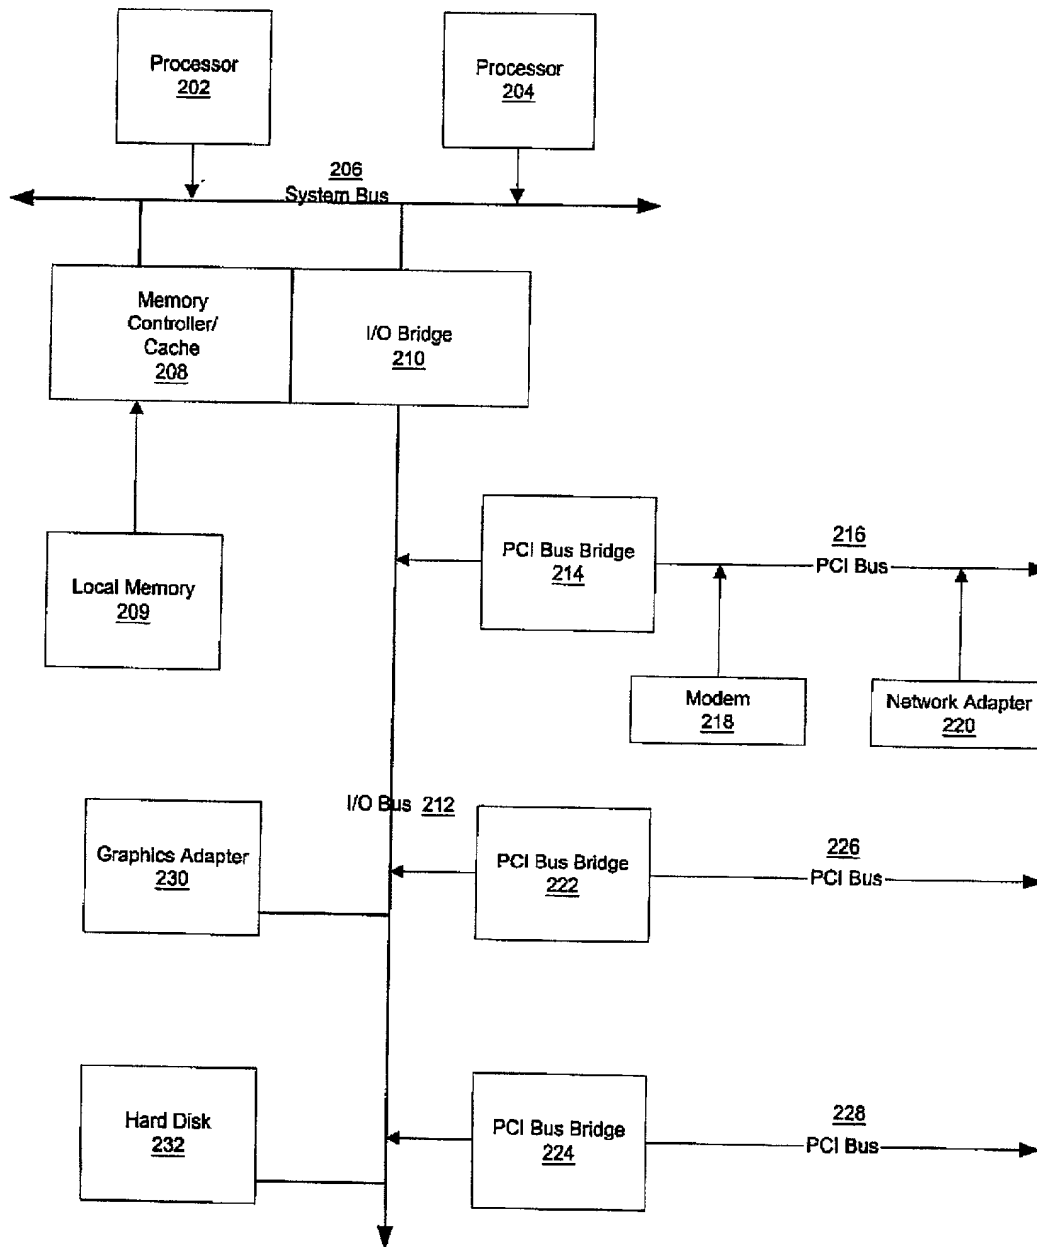 Processor
202
Processor
204
206
System Bus
Memory
Controller/
Cache
208
I/O Bridge
210
PCI Bus Bridge
214
216
PCI Bus
Local Memory
209
Modem
218
Network Adapter
220
I/O Bus 212
Graphics Adapter
230
PCI Bus Bridge
222
226
PCI Bus
Hard Disk
232
PCI Bus Bridge
224
228
PCI Bus